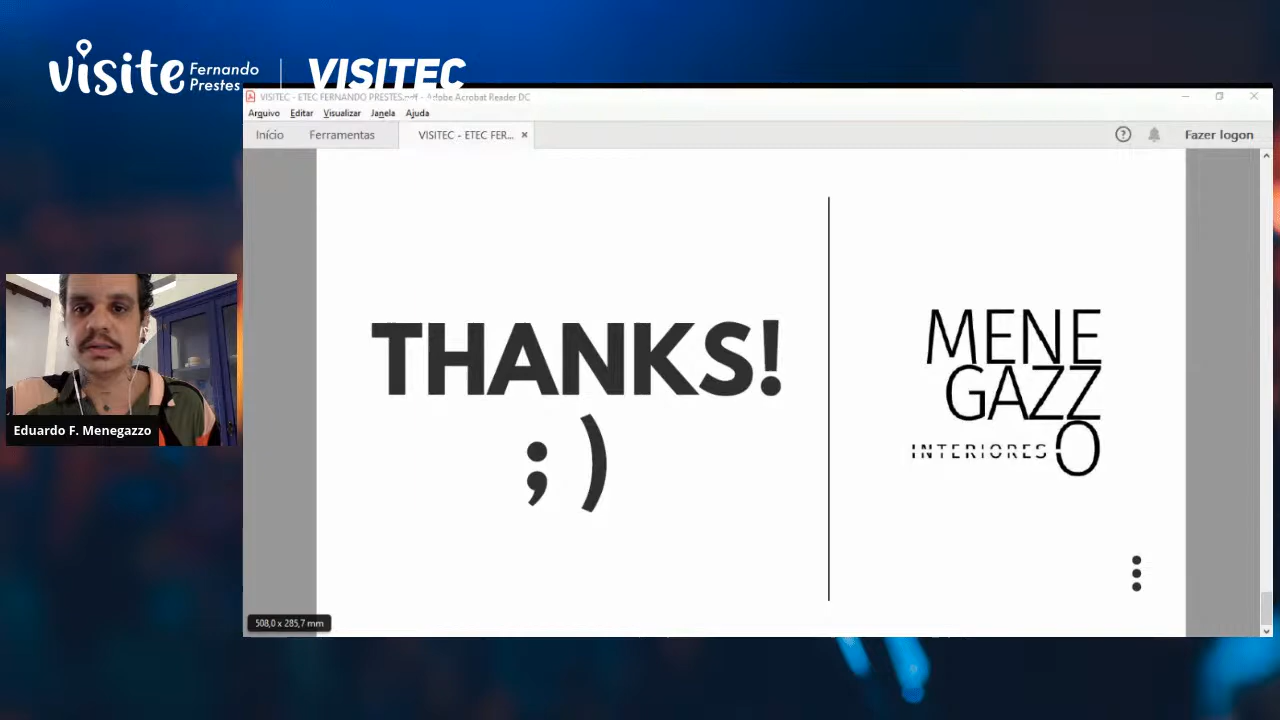 visite Fernando
Prestes
VISITEC
VISITEC - ETEC FERNANDO PRESTES.pdf - Adobe Acrobat Reader DC
Arquivo Editar Visualizar Janela Ajuda
Início Ferramentas VISITEC - ETEC FER... × Fazer logon
THANKS!
;)
MENE
GAZZ
INTERIORES O
Eduardo F. Menegazzo
508,0 x 285,7 mm